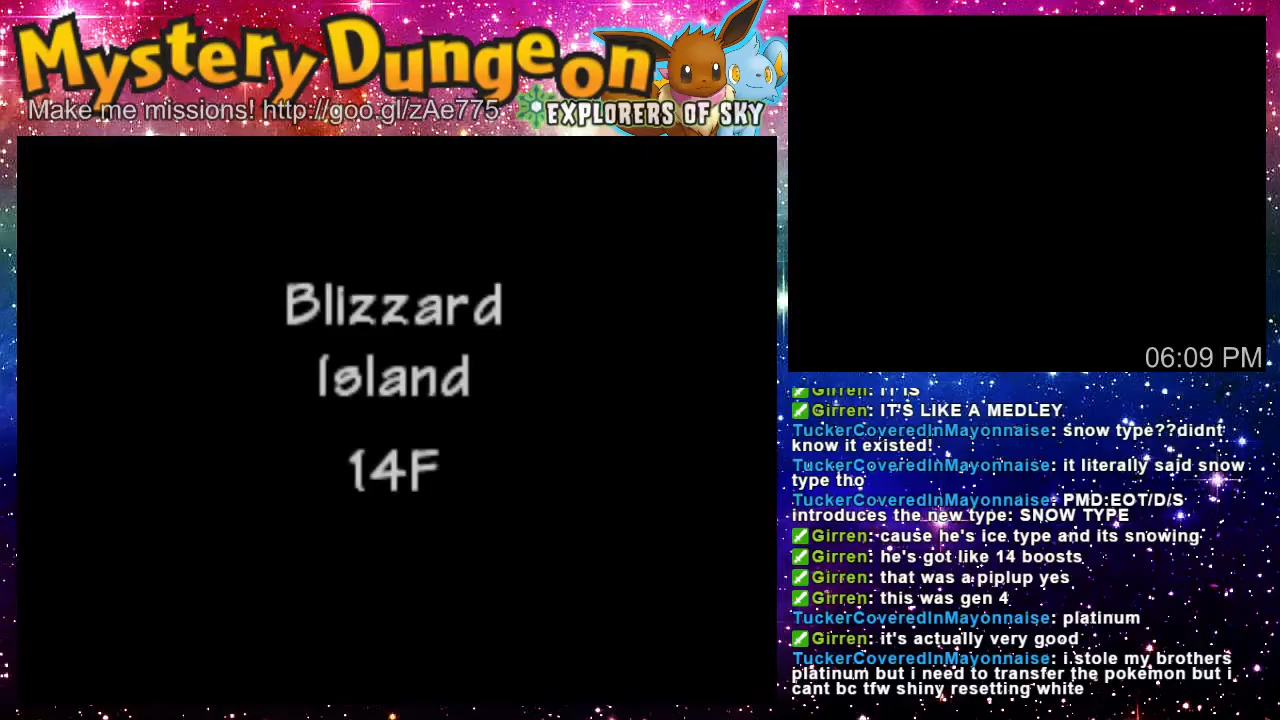 Mystery Dungeon
Make me missions! http://goo.gl/zAe775
EXPLORERS OF SKY
Blizzard
Island
14F
06:09 PM
Girren: IT IS
Girren: IT'S LIKE A MEDLEY
TuckerCoveredInMayonnaise: snow type??didnt
know it existed!
TuckerCoveredInMayonnaise: it literally said snow
type tho
TuckerCoveredInMayonnaise: PMD:EOT/D/S
introduces the new type: SNOW TYPE
Girren: cause he's ice type and its snowing
Girren: he's got like 14 boosts
Girren: that was a piplup yes
Girren: this was gen 4
TuckerCoveredInMayonnaise: platinum
Girren: it's actually very good
TuckerCoveredInMayonnaise: i stole my brothers
platinum but i need to transfer the pokemon but i
cant bc tfw shiny resetting white